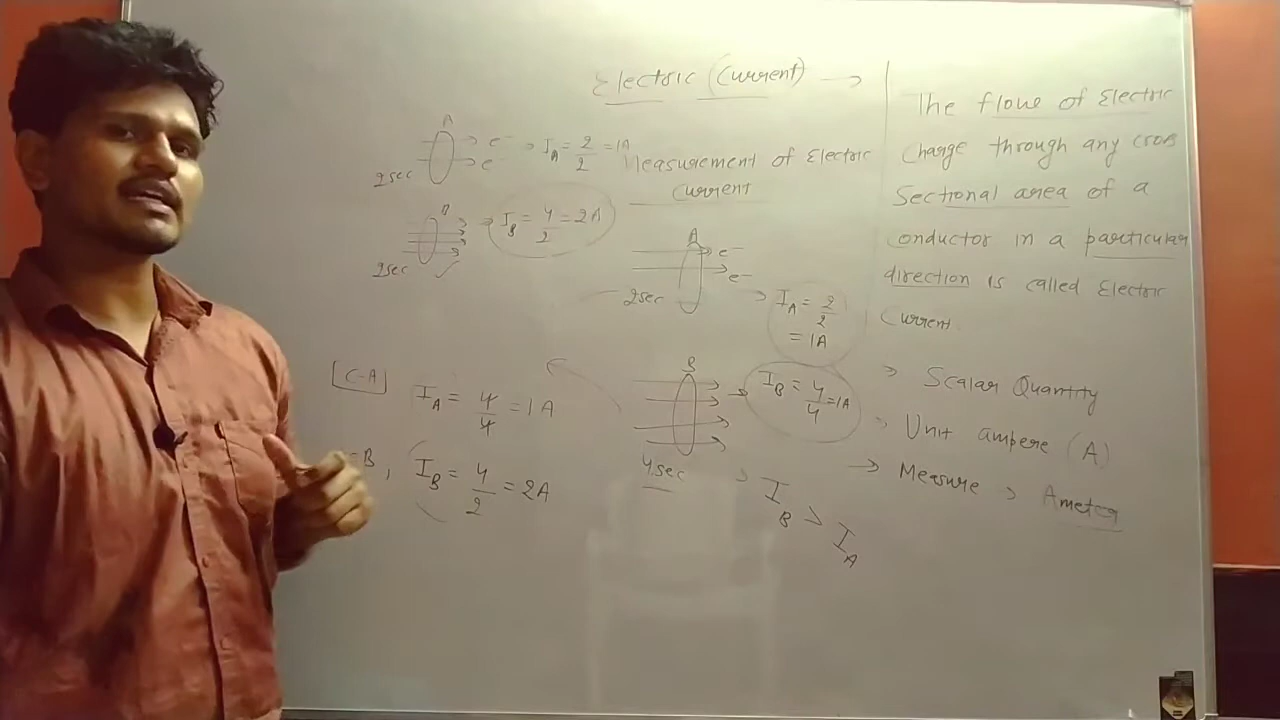 Electric (Current) →
The flowe of Electric
Charge through any cross
Sectional area of a
conductor in a particular
direction is called Electric
Current.
→ Scalar Quantity
→ Unit ampere (A)
→ Measure → Ameter
Measurement of Electric
Current
A
e⁻
e⁻
2sec
→ I_A = 2/2
= 1A
B
→ I_B = 4/4 = 1A
4sec
→ I_B > I_A
A
e⁻
e
2sec
→ I_A = 2/2 = 1A
B
2sec
→ I_B = 4/2 = 2A
[C-A]
I_A = 4/4 = 1A
=B, I_B = 4/2 = 2A